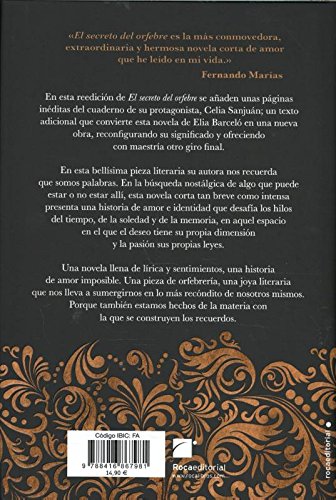 «El secreto del orfebre es la más conmovedora,
extraordinaria y hermosa novela corta de amor
que he leído en mi vida.»
Fernando Marías
En esta reedición de El secreto del orfebre se añaden unas páginas
inéditas del cuaderno de su protagonista, Celia Sanjuán; un texto
adicional que convierte esta novela de Elia Barceló en una nueva
obra, reconfigurando su significado y ofreciendo
con maestría otro giro final.
En esta bellísima pieza literaria su autora nos recuerda
que somos palabras. En la búsqueda nostálgica de algo que puede
estar o no estar allí, esta novela corta tan breve como intensa
presenta una historia de amor e identidad que desafía los hilos
del tiempo, de la soledad y de la memoria, en aquel espacio
en el que el deseo tiene su propia dimensión
y la pasión sus propias leyes.
Una novela llena de lírica y sentimientos, una historia
de amor imposible. Una pieza de orfebrería, una joya literaria
que nos lleva a sumergirnos en lo más recóndito de nosotros mismos.
Porque también estamos hechos de la materia con
la que se construyen los recuerdos.
Código IBIC: FA
9 788416 867981
14,90 €
Rocaeditorial
www.rocalibros.com
rocaeditorial